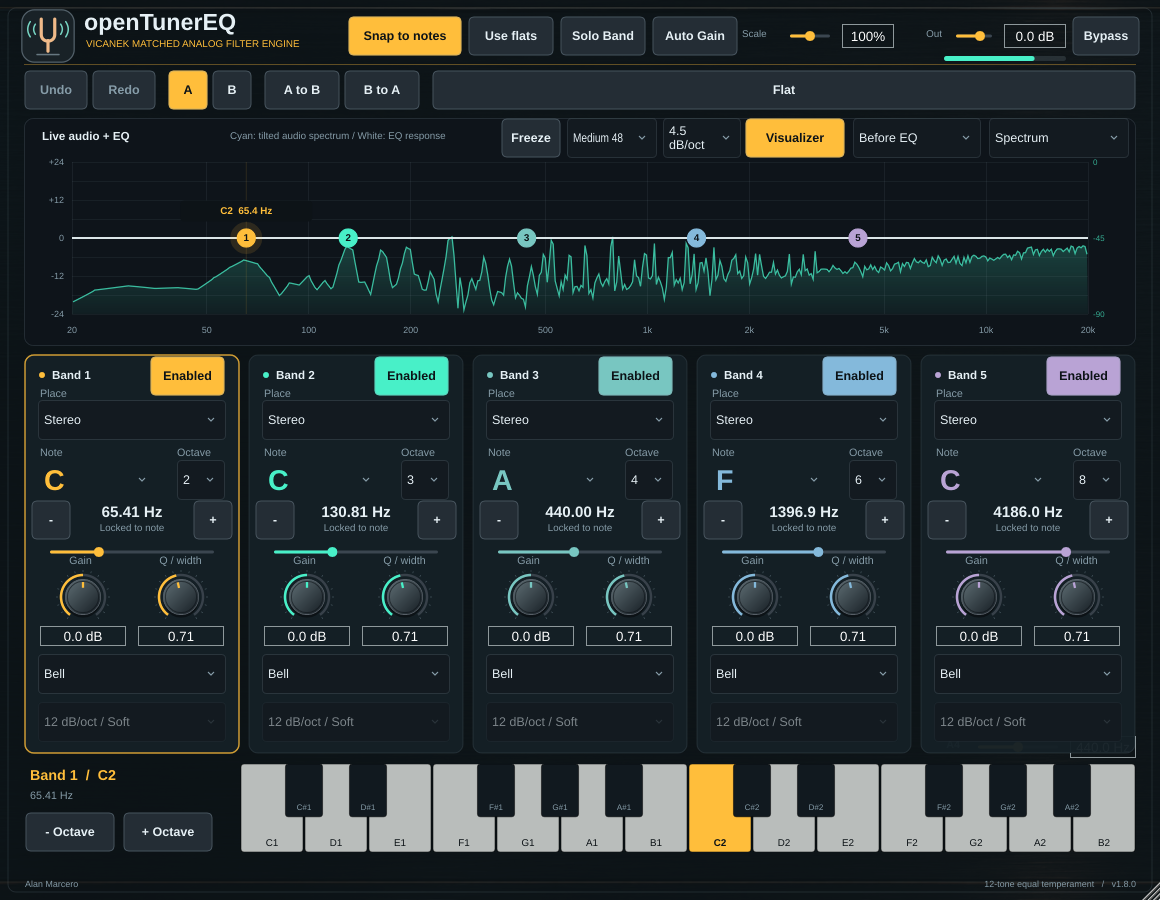 openTunerEQ
VICANEK MATCHED ANALOG FILTER ENGINE
Snap to notes
Use flats
Solo Band
Auto Gain
Scale
100%
Out
0.0 dB
Bypass
Undo
Redo
A
B
A to B
B to A
Flat
Live audio + EQ
Cyan: tilted audio spectrum / White: EQ response
Freeze
Medium 48
4.5
dB/oct
Visualizer
Before EQ
Spectrum
+24
+12
0
-12
-24
0
-45
-90
C2 65.4 Hz
1
2
3
4
5
20
50
100
200
500
1k
2k
5k
10k
20k
Band 1
Enabled
Place
Stereo
Note
Octave
C
2
-
65.41 Hz
Locked to note
+
Gain
Q / width
0.0 dB
0.71
Bell
12 dB/oct / Soft
Band 2
Enabled
Place
Stereo
Note
Octave
C
3
-
130.81 Hz
Locked to note
+
Gain
Q / width
0.0 dB
0.71
Bell
12 dB/oct / Soft
Band 3
Enabled
Place
Stereo
Note
Octave
A
4
-
440.00 Hz
Locked to note
+
Gain
Q / width
0.0 dB
0.71
Bell
12 dB/oct / Soft
Band 4
Enabled
Place
Stereo
Note
Octave
F
6
-
1396.9 Hz
Locked to note
+
Gain
Q / width
0.0 dB
0.71
Bell
12 dB/oct / Soft
Band 5
Enabled
Place
Stereo
Note
Octave
C
8
-
4186.0 Hz
Locked to note
+
Gain
Q / width
0.0 dB
0.71
Bell
12 dB/oct / Soft
440.0 Hz
Band 1 / C2
65.41 Hz
- Octave
+ Octave
C#1
D#1
F#1
G#1
A#1
C#2
D#2
F#2
G#2
A#2
C1
D1
E1
F1
G1
A1
B1
C2
D2
E2
F2
G2
A2
B2
Alan Marcero
12-tone equal temperament / v1.8.0